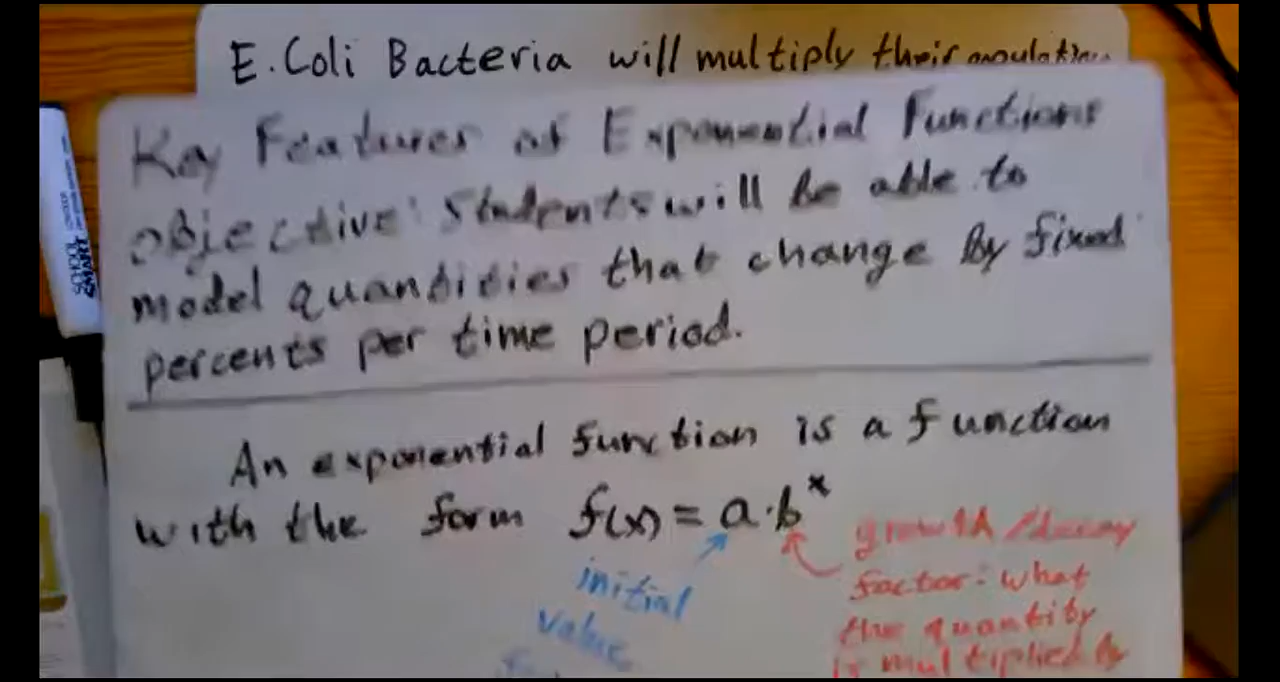 E. Coli Bacteria will multiply their
Key Features of Exponential Functions
objective: Students will be able to
model quantities that change by fixed
percents per time period.
An exponential function is a function
with the form f(x) = a·b^x
growth/decay
initial
factor: what
value
the quantity
is multiplied by
SCHOOL
SMART